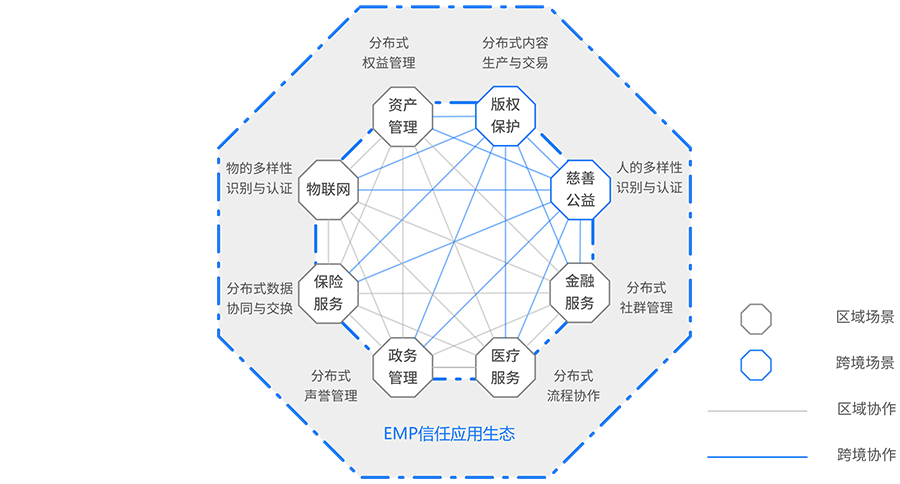 分布式
权益管理
分布式内容
生产与交易
资产
管理
版权
保护
物的多样性
识别与认证
物联网
慈善
公益
人的多样性
识别与认证
分布式数据
协同与交换
保险
服务
金融
服务
分布式
社群管理
政务
管理
医疗
服务
分布式
声誉管理
分布式
流程协作
EMP信任应用生态
区域场景
跨境场景
区域协作
跨境协作